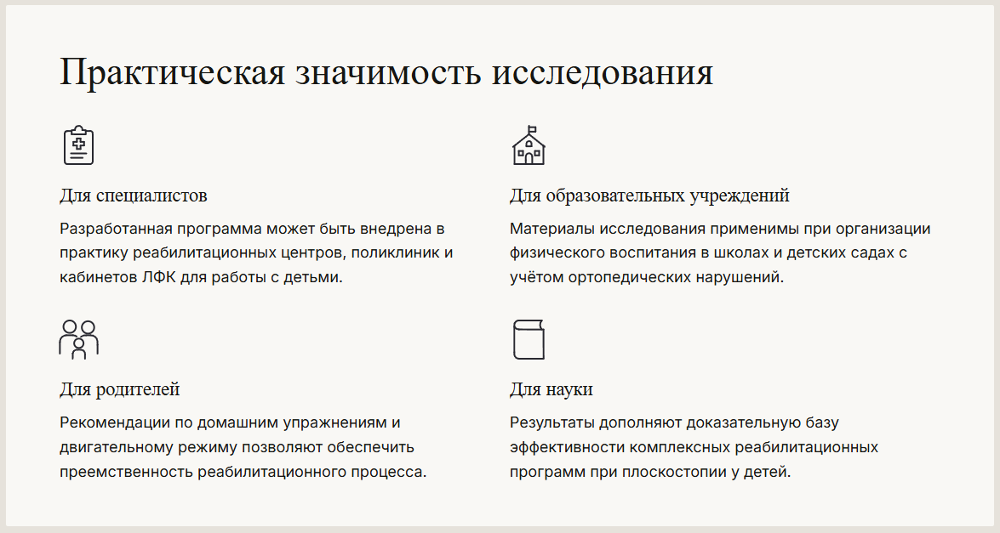 Практическая значимость исследования
Для специалистов
Разработанная программа может быть внедрена в
практику реабилитационных центров, поликлиник и
кабинетов ЛФК для работы с детьми.
Для образовательных учреждений
Материалы исследования применимы при организации
физического воспитания в школах и детских садах с
учётом ортопедических нарушений.
Для родителей
Рекомендации по домашним упражнениям и
двигательному режиму позволяют обеспечить
преемственность реабилитационного процесса.
Для науки
Результаты дополняют доказательную базу
эффективности комплексных реабилитационных
программ при плоскостопии у детей.